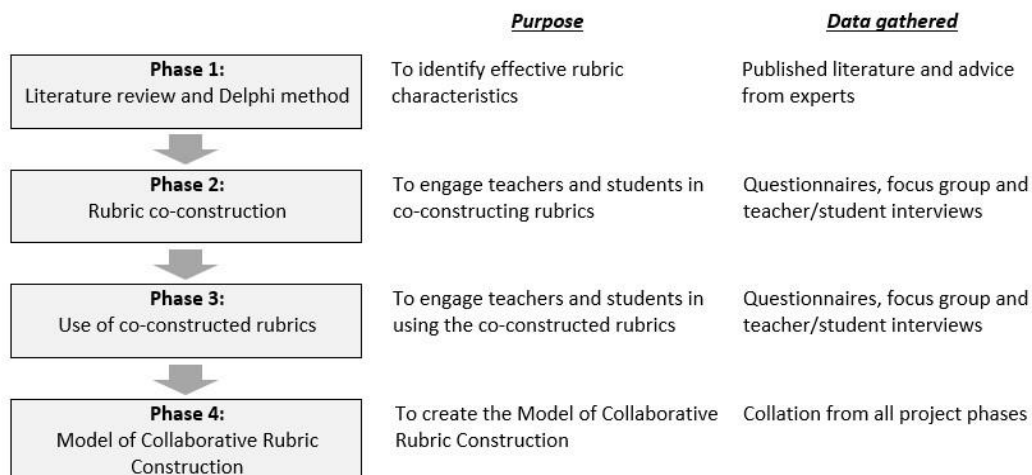 Purpose
Data gathered
Phase 1:
Literature review and Delphi method
To identify effective rubric
characteristics
Published literature and advice
from experts
Phase 2:
Rubric co-construction
To engage teachers and students in
co-constructing rubrics
Questionnaires, focus group and
teacher/student interviews
Phase 3:
Use of co-constructed rubrics
To engage teachers and students in
using the co-constructed rubrics
Questionnaires, focus group and
teacher/student interviews
Phase 4:
Model of Collaborative Rubric
Construction
To create the Model of Collaborative
Rubric Construction
Collation from all project phases